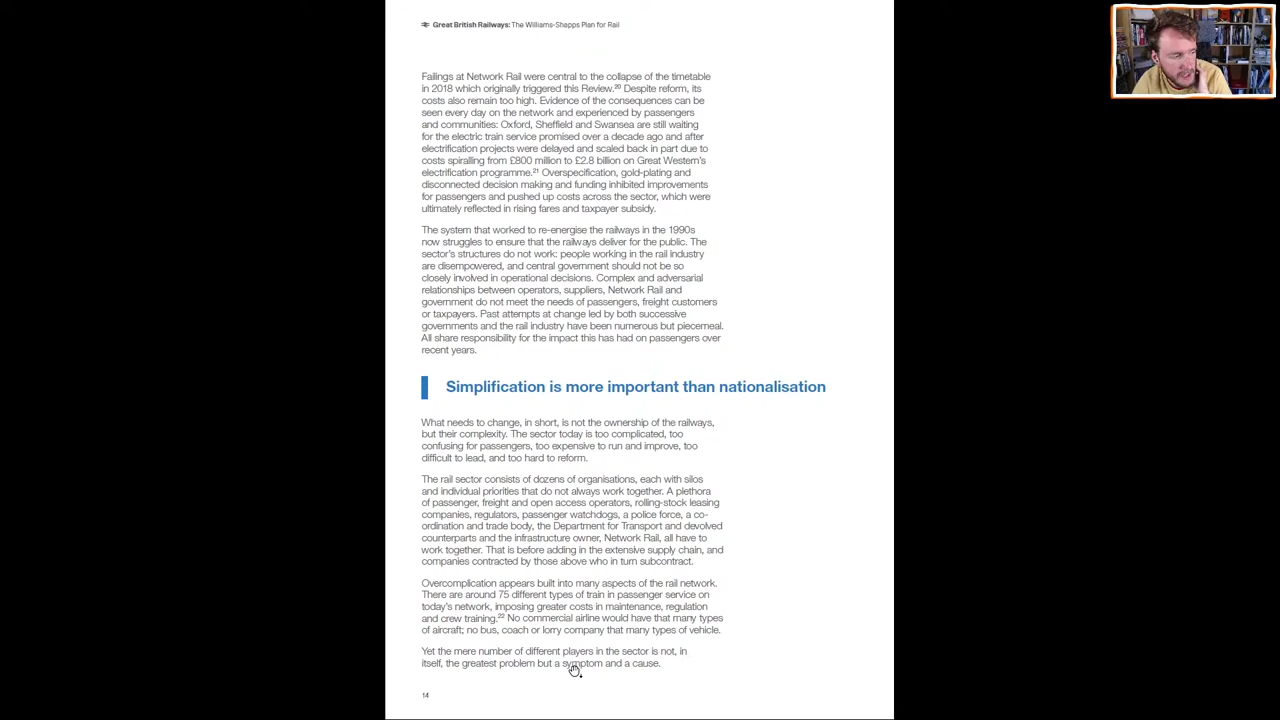 Great British Railways: The Williams-Shapps Plan for Rail
Failings at Network Rail were central to the collapse of the timetable
in 2018 which originally triggered this Review.20 Despite reform, its
costs also remain too high. Evidence of the consequences can be
seen every day on the network and experienced by passengers
and communities: Oxford, Sheffield and Swansea are still waiting
for the electric train service promised over a decade ago and after
electrification projects were delayed and scaled back in part due to
costs spiralling from £800 million to £2.8 billion on Great Western's
electrification programme.21 Overspecification, gold-plating and
disconnected decision making and funding inhibited improvements
for passengers and pushed up costs across the sector, which were
ultimately reflected in rising fares and taxpayer subsidy.
The system that worked to re-energise the railways in the 1990s
now struggles to ensure that the railways deliver for the public. The
sector's structures do not work: people working in the rail industry
are disempowered, and central government should not be so
closely involved in operational decisions. Complex and adversarial
relationships between operators, suppliers, Network Rail and
government do not meet the needs of passengers, freight customers
or taxpayers. Past attempts at change led by both successive
governments and the rail industry have been numerous but piecemeal.
All share responsibility for the impact this has had on passengers over
recent years.
Simplification is more important than nationalisation
What needs to change, in short, is not the ownership of the railways,
but their complexity. The sector today is too complicated, too
confusing for passengers, too expensive to run and improve, too
difficult to lead, and too hard to reform.
The rail sector consists of dozens of organisations, each with silos
and individual priorities that do not always work together. A plethora
of passenger, freight and open access operators, rolling-stock leasing
companies, regulators, passenger watchdogs, a police force, a co-
ordination and trade body, the Department for Transport and devolved
counterparts and the infrastructure owner, Network Rail, all have to
work together. That is before adding in the extensive supply chain, and
companies contracted by those above who in turn subcontract.
Overcomplication appears built into many aspects of the rail network.
There are around 75 different types of train in passenger service on
today's network, imposing greater costs in maintenance, regulation
and crew training.22 No commercial airline would have that many types
of aircraft; no bus, coach or lorry company that many types of vehicle.
Yet the mere number of different players in the sector is not, in
itself, the greatest problem but a symptom and a cause.
14